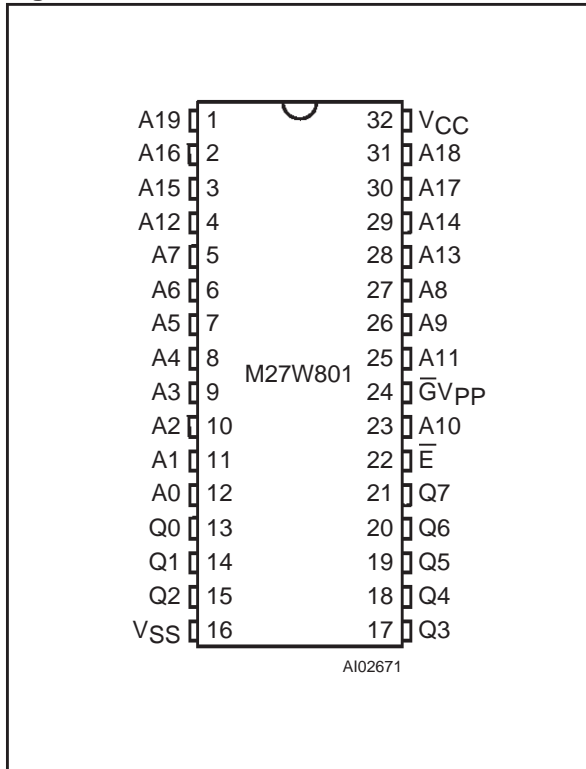 A19 1 32 VCC
A16 2 31 A18
A15 3 30 A17
A12 4 29 A14
A7 5 28 A13
A6 6 27 A8
A5 7 26 A9
A4 8 25 A11
M27W801
A3 9 24 G̅VPP
A2 10 23 A10
A1 11 22 E̅
A0 12 21 Q7
Q0 13 20 Q6
Q1 14 19 Q5
Q2 15 18 Q4
VSS 16 17 Q3
AI02671